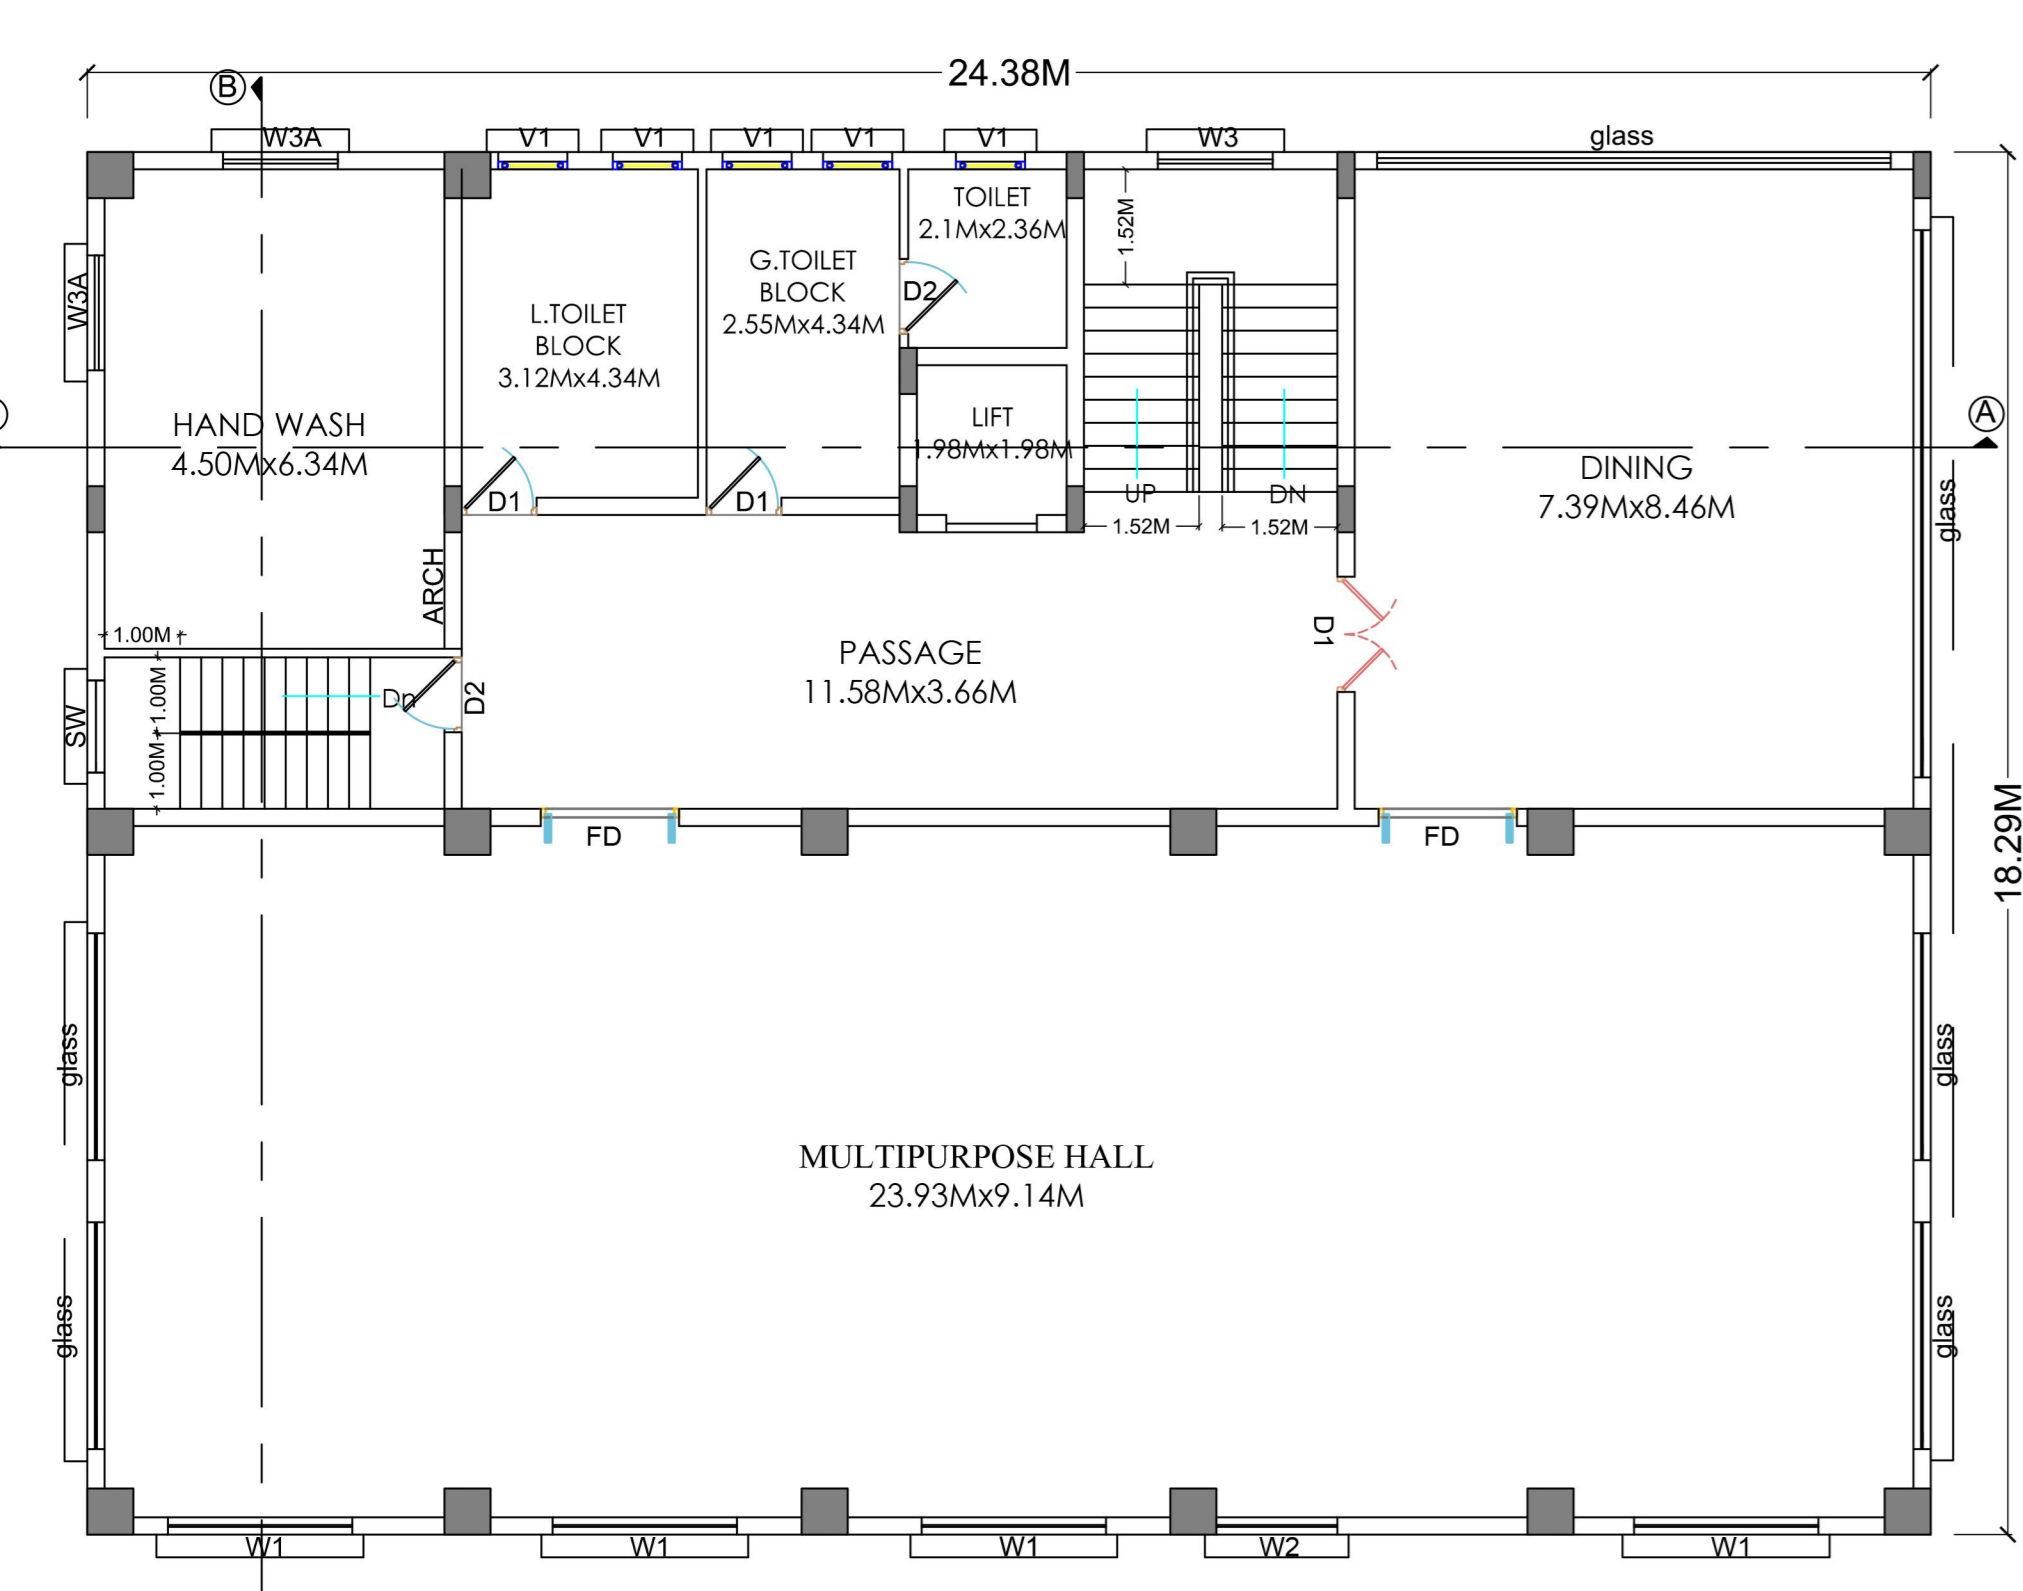 24.38M
B
W3A
V1
V1
V1
V1
V1
W3
glass
TOILET
2.1Mx2.36M
1.52M
G.TOILET
BLOCK
2.55Mx4.34M
D2
W3A
L.TOILET
BLOCK
3.12Mx4.34M
HAND WASH
4.50Mx6.34M
LIFT
1.98Mx1.98M
A
DINING
7.39Mx8.46M
glass
D1
D1
UP
DN
1.52M
1.52M
ARCH
1.00M
D1
PASSAGE
11.58Mx3.66M
1.00M
Dn
D2
SW
1.00M
FD
FD
18.29M
glass
glass
MULTIPURPOSE HALL
23.93Mx9.14M
glass
glass
W1
W1
W1
W2
W1